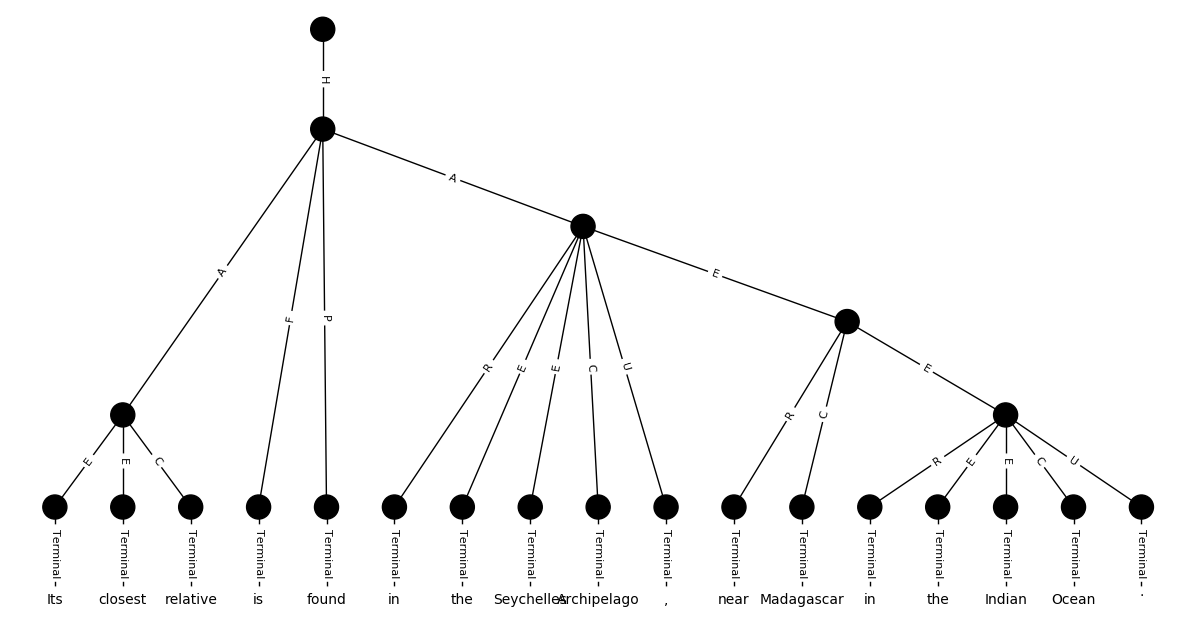 H
A
A
E
A
F
P
R
E
E
C
U
E
R
C
E
E
C
R
E
E
C
U
Terminal Terminal Terminal Terminal Terminal Terminal Terminal Terminal Terminal Terminal Terminal Terminal Terminal Terminal Terminal Terminal Terminal
Its closest relative is found in the Seychelles Archipelago , near Madagascar in the Indian Ocean .